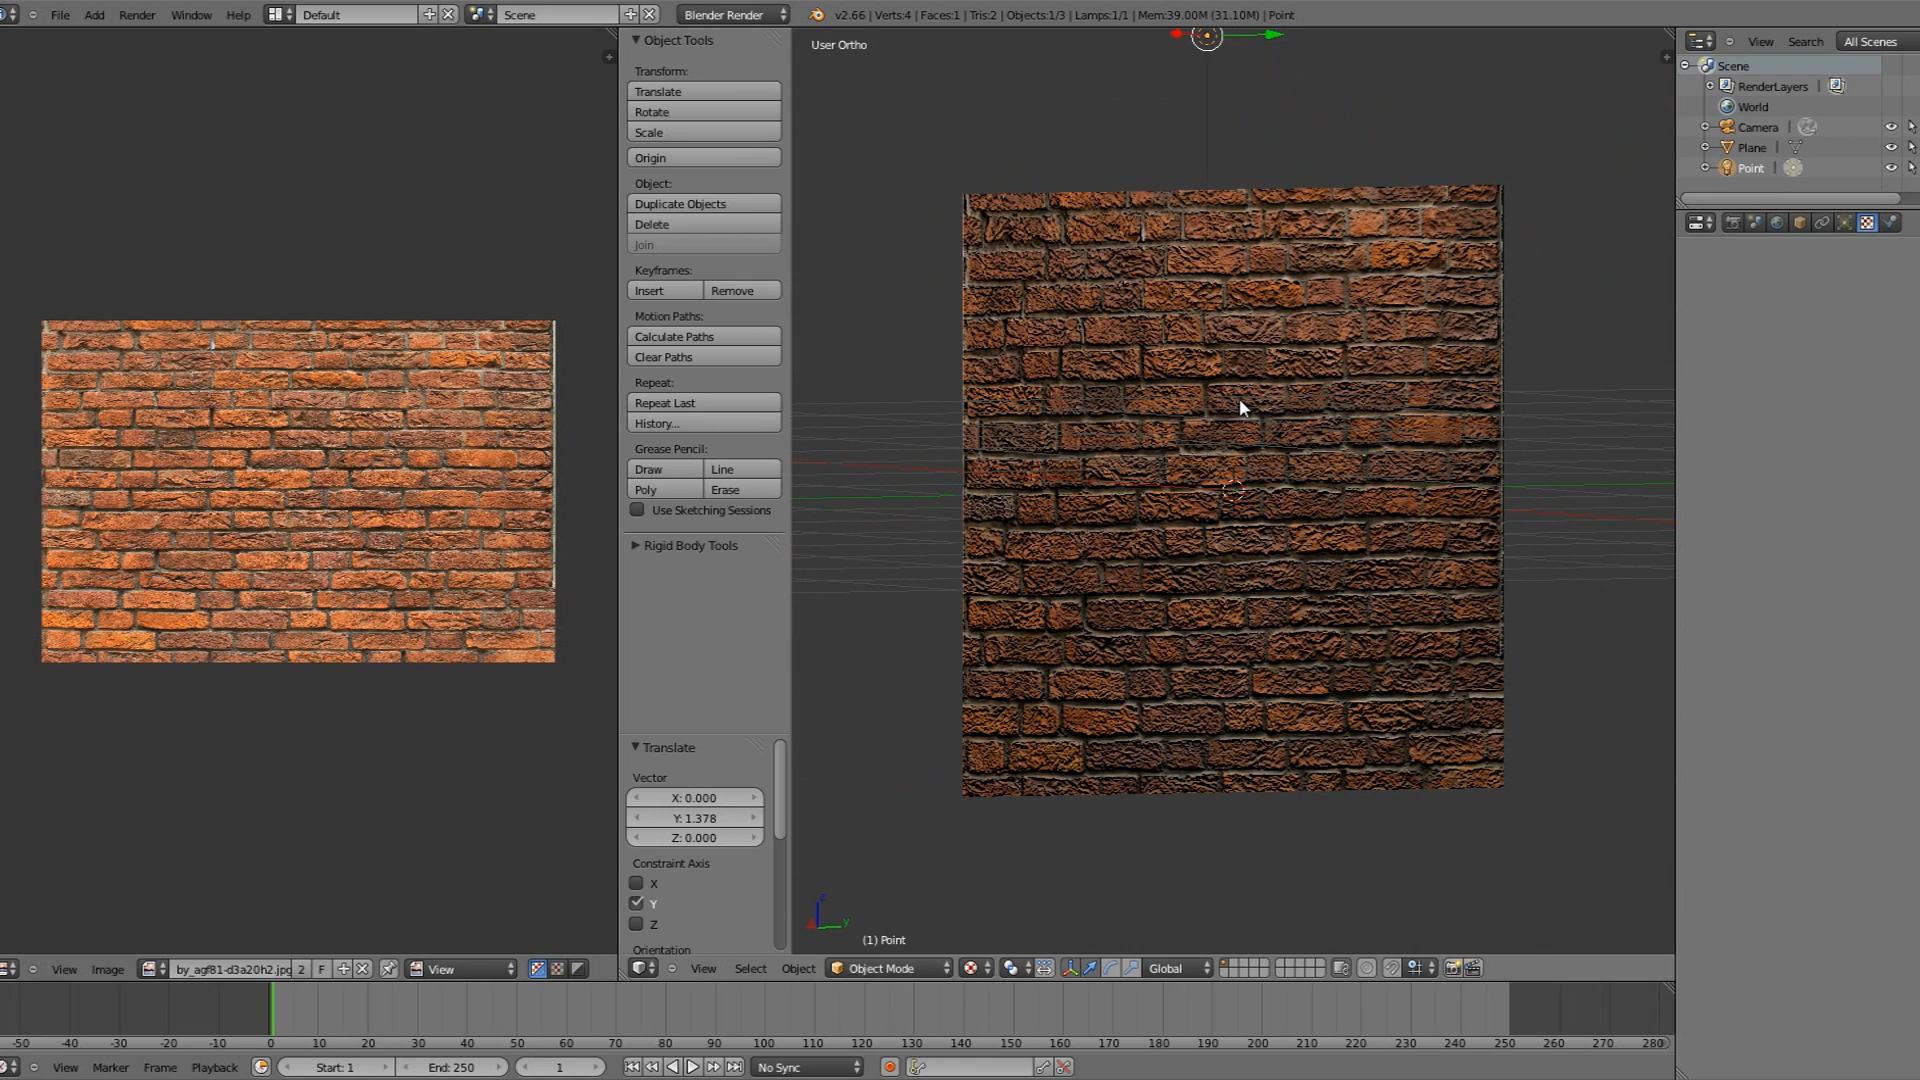 File Add Render Window Help Default Scene Blender Render v2.66 | Verts:4 | Faces:1 | Tris:2 | Objects:1/3 | Lamps:1/1 | Mem:39.00M (31.10M) | Point
Object Tools
Transform:
Translate
Rotate
Scale
Origin
Object:
Duplicate Objects
Delete
Join
Keyframes:
Insert Remove
Motion Paths:
Calculate Paths
Clear Paths
Repeat:
Repeat Last
History...
Grease Pencil:
Draw Line
Poly Erase
Use Sketching Sessions
Rigid Body Tools
Translate
Vector
X: 0.000
Y: 1.378
Z: 0.000
Constraint Axis
X
Y
Z
Orientation
User Ortho
z
y
(1) Point
View Search All Scenes
Scene
RenderLayers
World
Camera
Plane
Point
View Image by_agf81-d3a20h2.jpg 2 F View
View Select Object Object Mode Global
-50 -40 -30 -20 -10 0 10 20 30 40 50 60 70 80 90 100 110 120 130 140 150 160 170 180 190 200 210 220 230 240 250 260 270 280
View Marker Frame Playback Start: 1 End: 250 1 No Sync